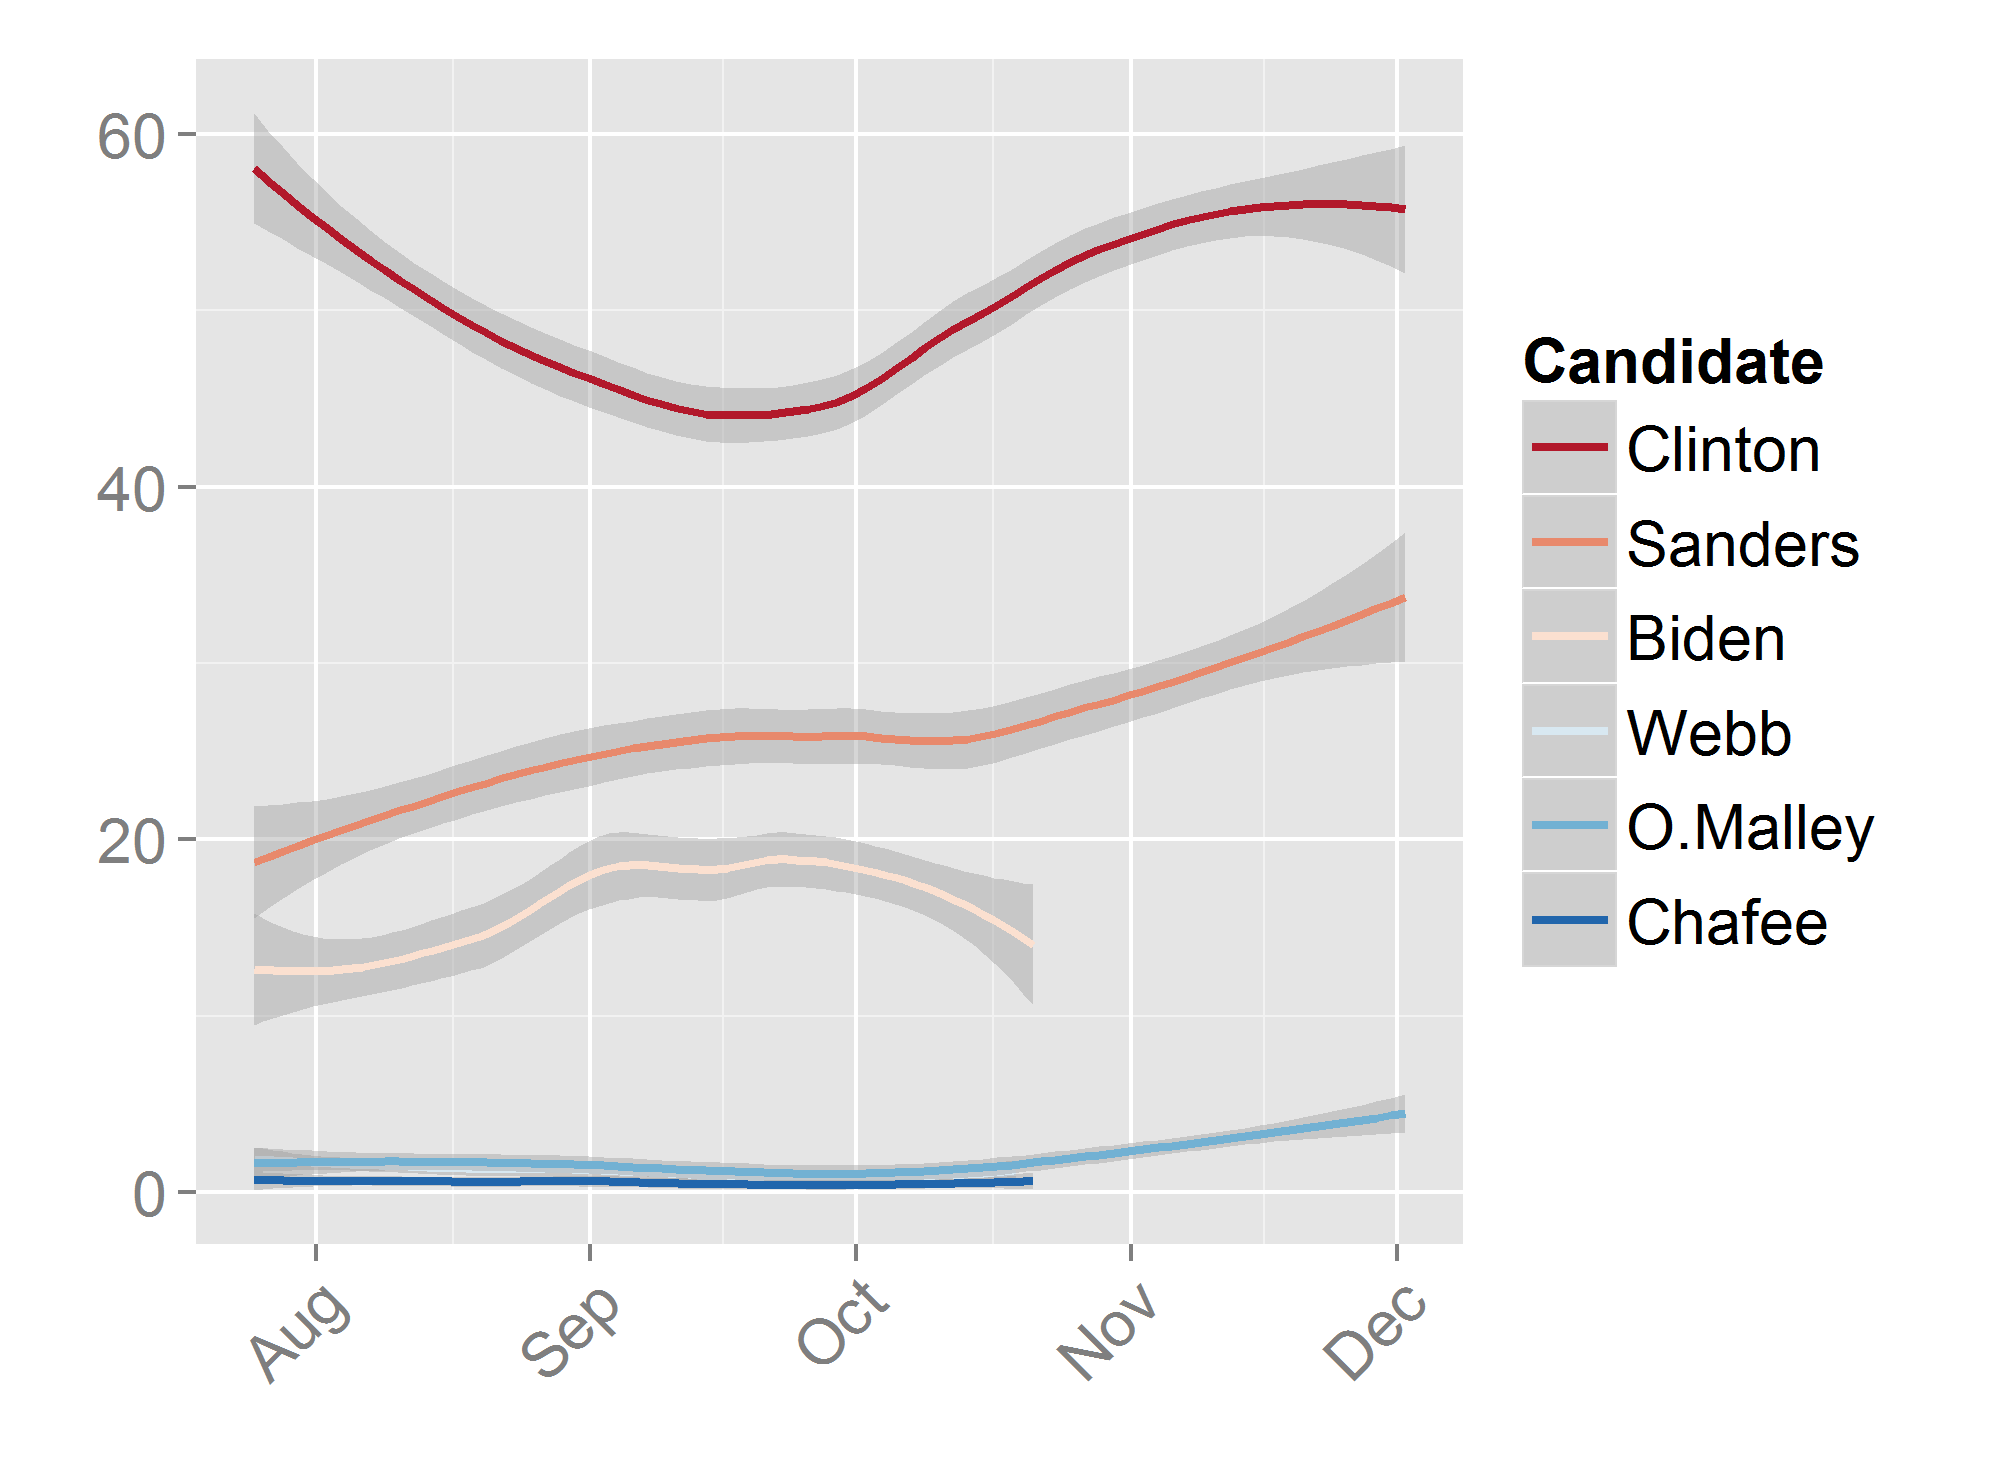 60
40
20
0
Aug
Sep
Oct
Nov
Dec
Candidate
Clinton
Sanders
Biden
Webb
O.Malley
Chafee